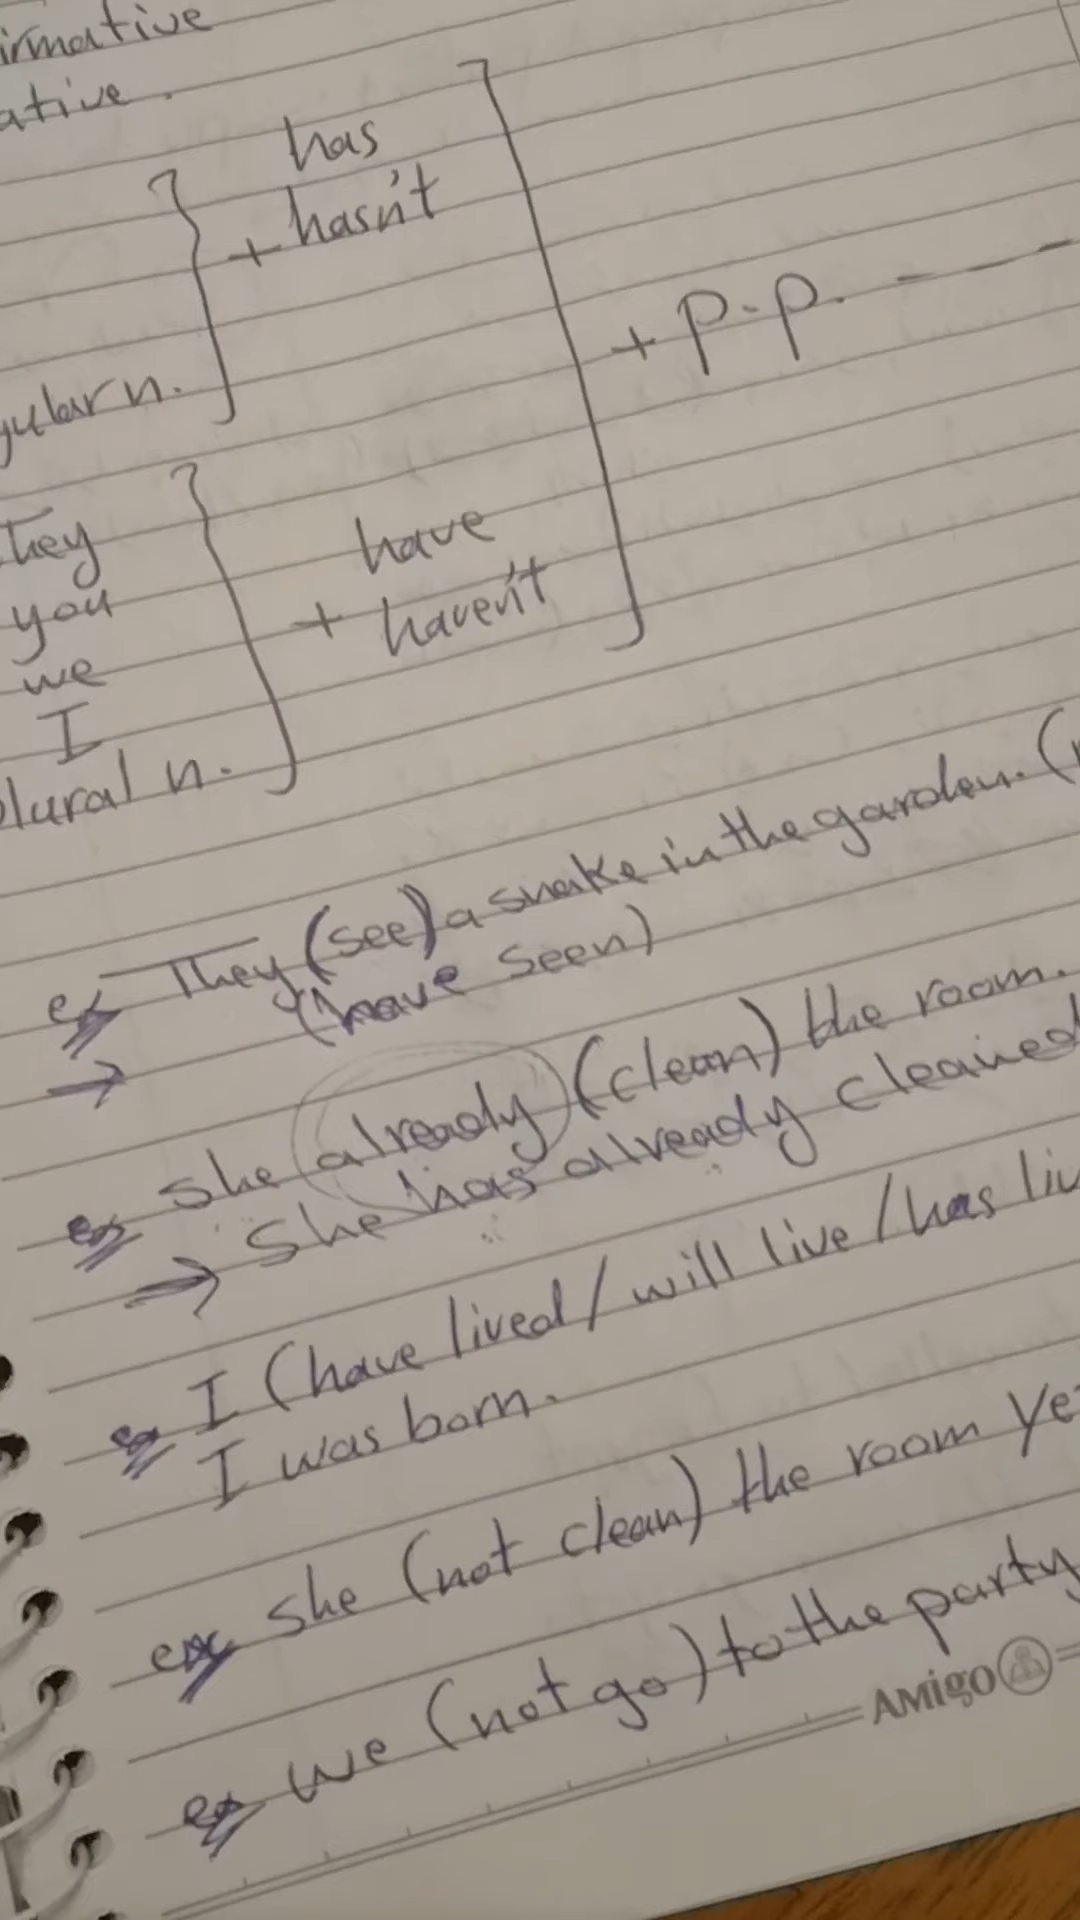 irmative
ative.
has
+ hasn't
gular n.
+ p.p. - - -
They
you
we
I
plural n.
have
+ haven't
ex They (see) a snake in the garden. (
→ (have seen)
ex she already (clean) the room.
→ she has already cleaned
ex I (have lived / will live / has liv
I was born.
ex she (not clean) the room ye
ex we (not go) to the party
AMigo